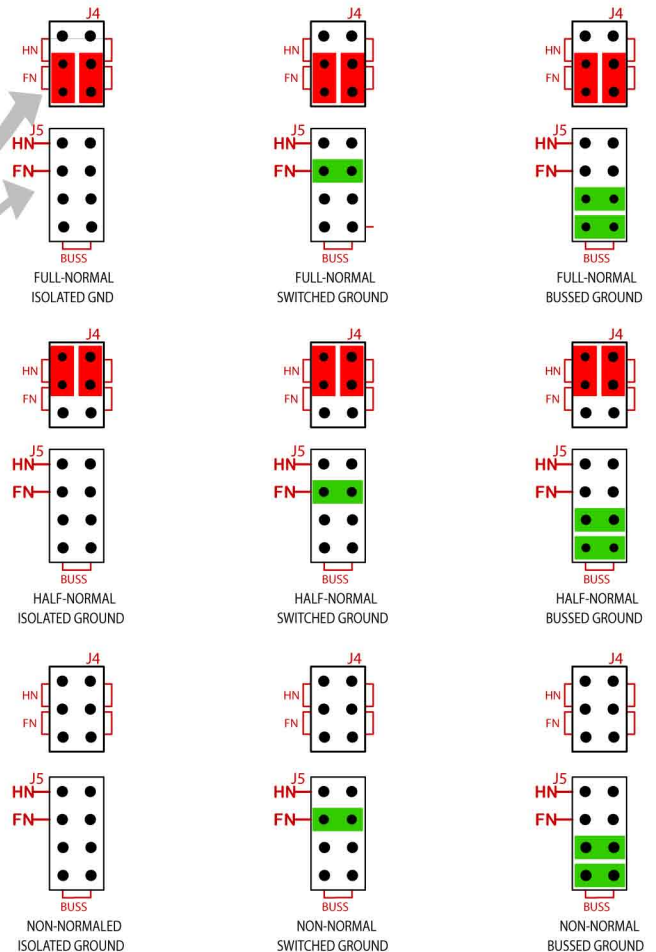 J4
HN
FN
J5
HN
FN
BUSS
FULL-NORMAL
ISOLATED GND
J4
HN
FN
J5
HN
FN
BUSS
FULL-NORMAL
SWITCHED GROUND
J4
HN
FN
J5
HN
FN
BUSS
FULL-NORMAL
BUSSED GROUND
J4
HN
FN
J5
HN
FN
BUSS
HALF-NORMAL
ISOLATED GROUND
J4
HN
FN
J5
HN
FN
BUSS
HALF-NORMAL
SWITCHED GROUND
J4
HN
FN
J5
HN
FN
BUSS
HALF-NORMAL
BUSSED GROUND
J4
HN
FN
J5
HN
FN
BUSS
NON-NORMALED
ISOLATED GROUND
J4
HN
FN
J5
HN
FN
BUSS
NON-NORMAL
SWITCHED GROUND
J4
HN
FN
J5
HN
FN
BUSS
NON-NORMAL
BUSSED GROUND